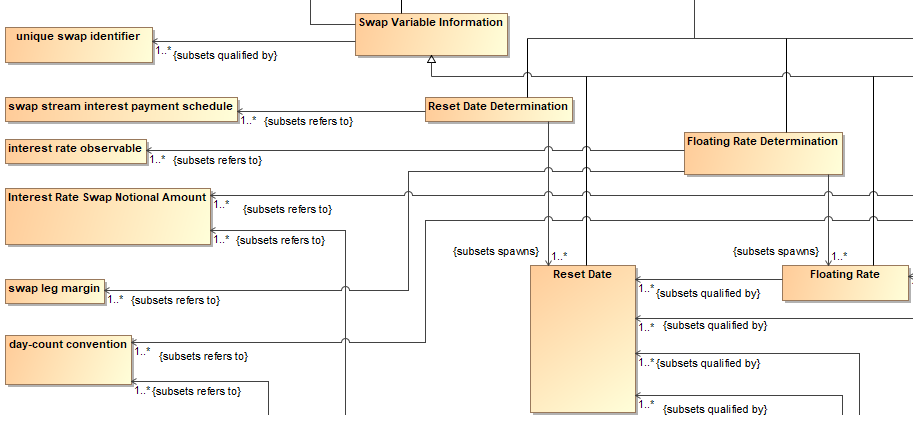 Swap Variable Information
unique swap identifier
1..* {subsets qualified by}
swap stream interest payment schedule
Reset Date Determination
1..* {subsets refers to}
interest rate observable
Floating Rate Determination
1..* {subsets refers to}
Interest Rate Swap Notional Amount
1..* {subsets refers to}
1..* {subsets refers to}
{subsets spawns} 1..*
{subsets spawns} 1..*
Reset Date
Floating Rate
swap leg margin
1..* {subsets refers to}
1..* {subsets qualified by}
1..* {subsets qualified by}
day-count convention
1..* {subsets refers to}
1..* {subsets qualified by}
1..* {subsets refers to}
1..* {subsets qualified by}